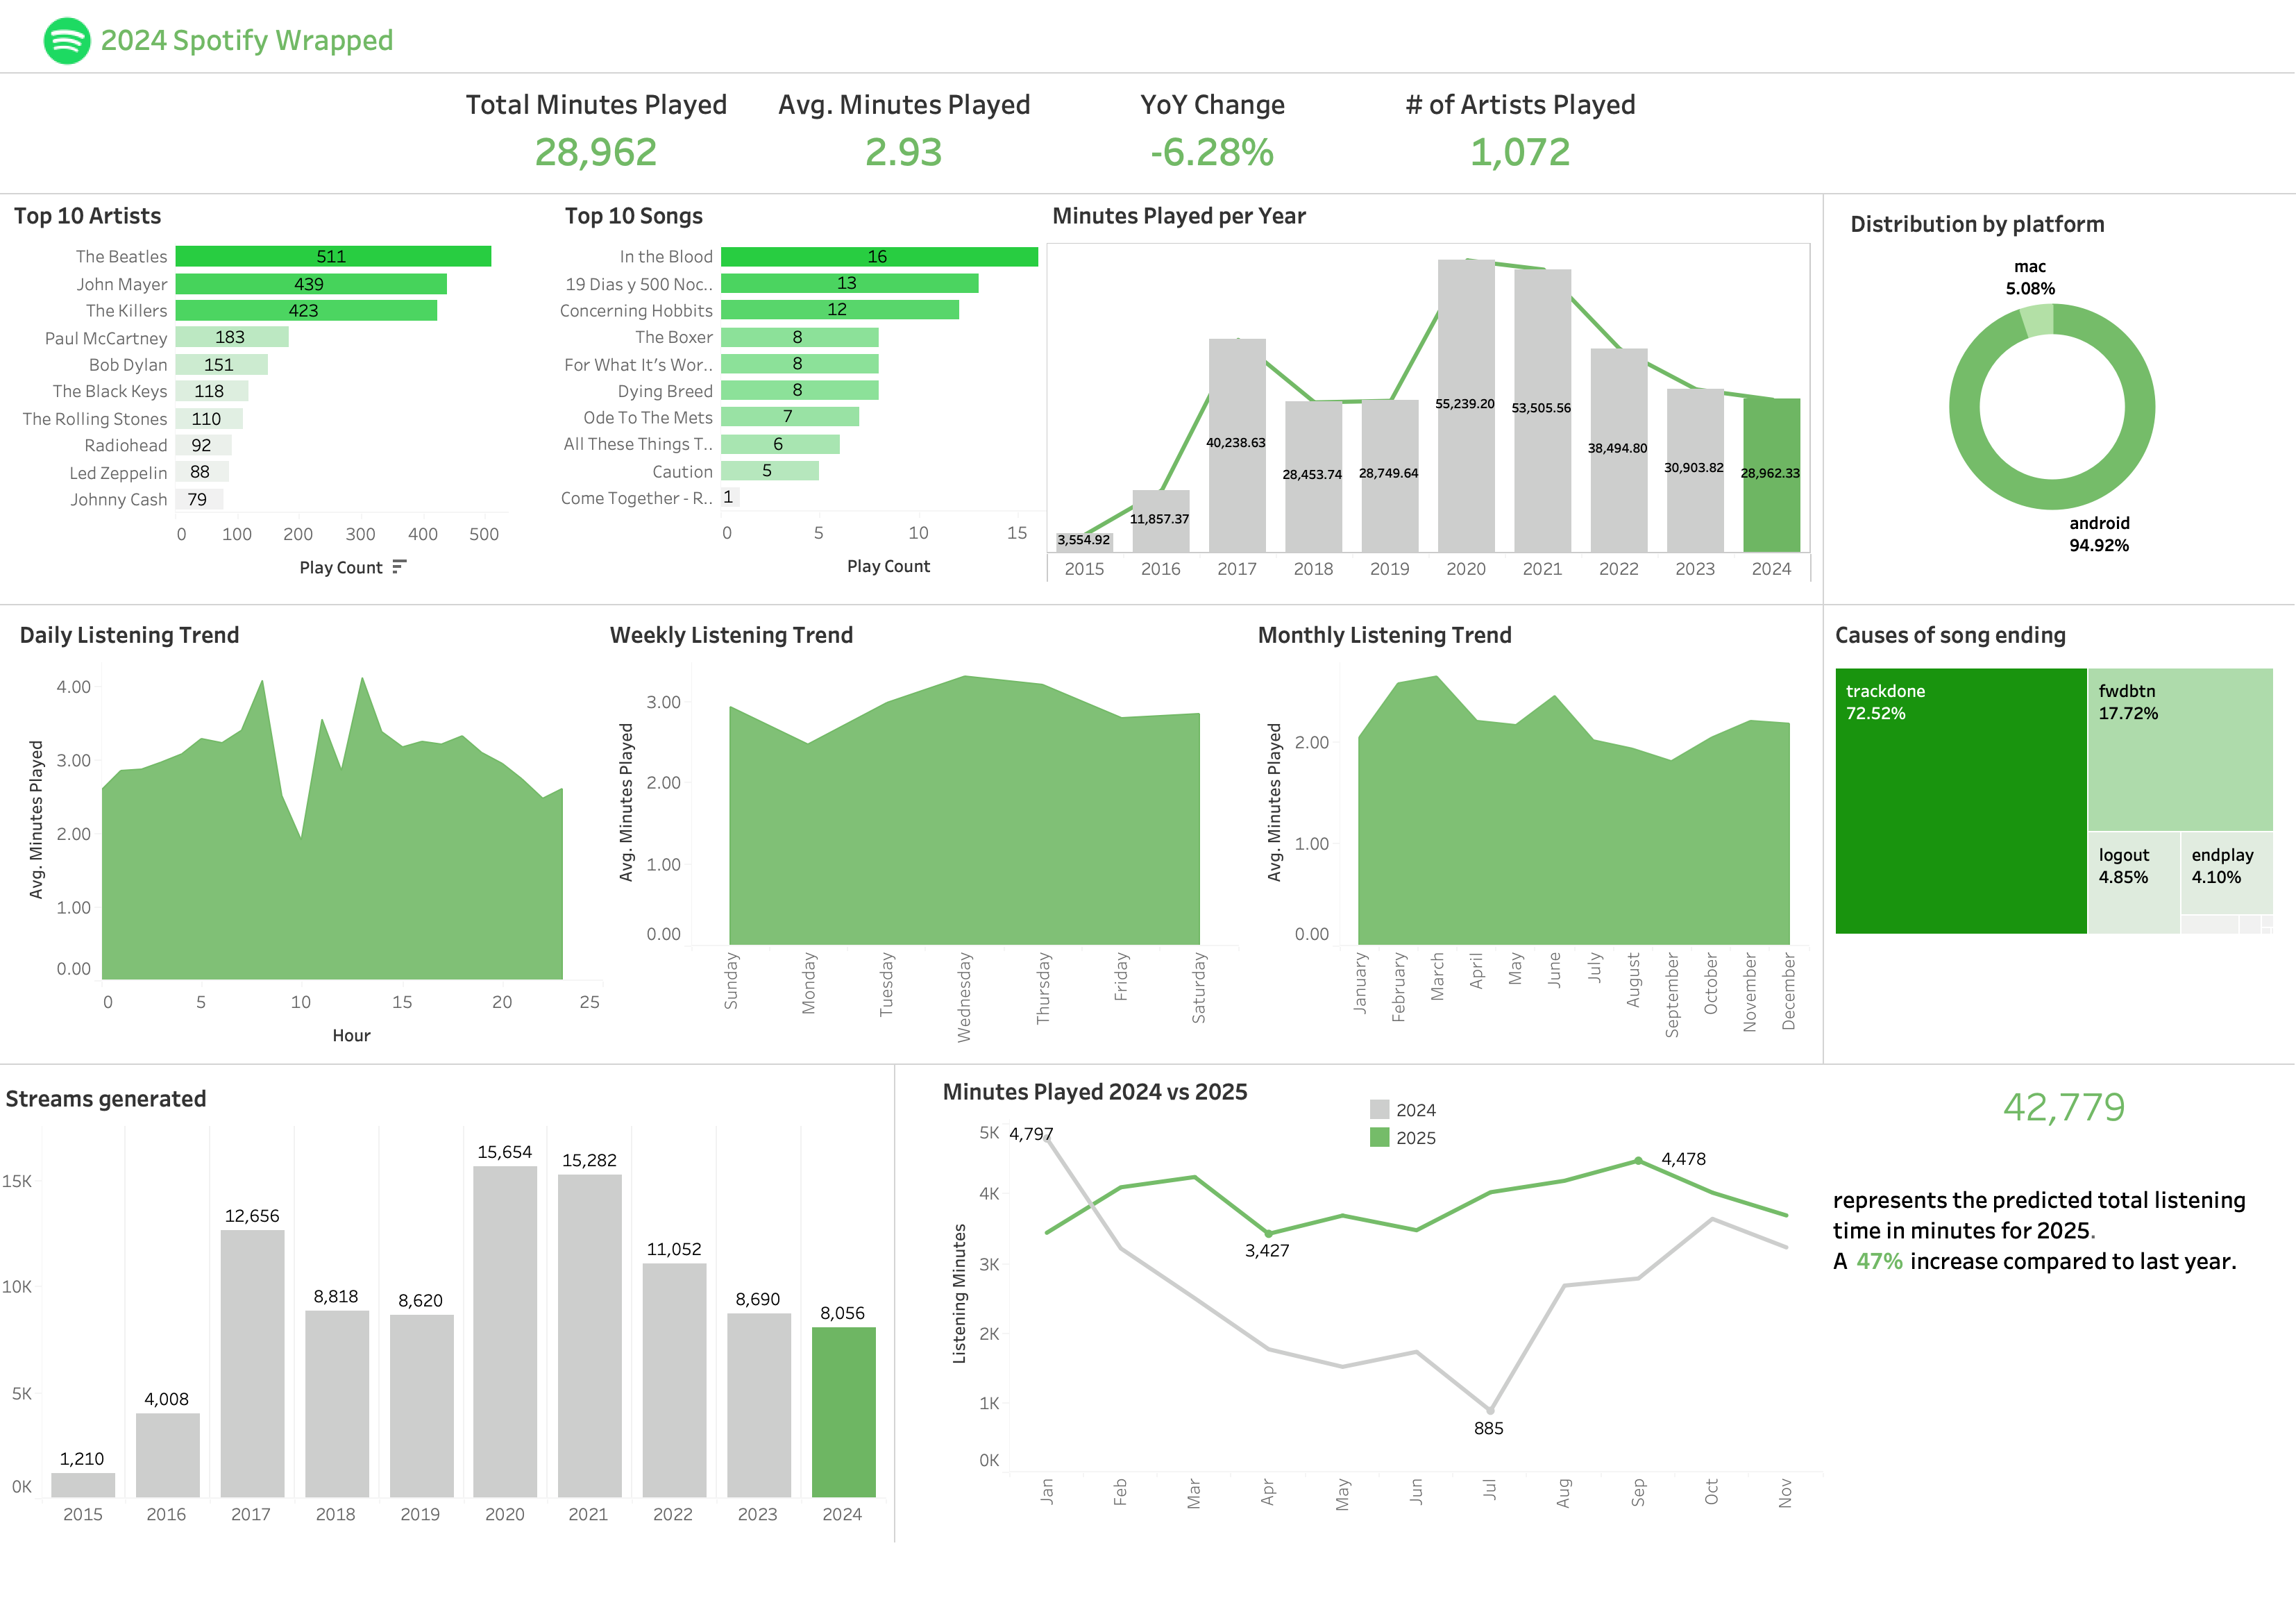 2024 Spotify Wrapped
Total Minutes Played
28,962
Avg. Minutes Played
2.93
YoY Change
-6.28%
# of Artists Played
1,072
Top 10 Artists
The Beatles 511
John Mayer 439
The Killers 423
Paul McCartney 183
Bob Dylan 151
The Black Keys 118
The Rolling Stones 110
Radiohead 92
Led Zeppelin 88
Johnny Cash 79
0 100 200 300 400 500
Play Count
Top 10 Songs
In the Blood 16
19 Dias y 500 Noc.. 13
Concerning Hobbits 12
The Boxer 8
For What It's Wor.. 8
Dying Breed 8
Ode To The Mets 7
All These Things T.. 6
Caution 5
Come Together - R.. 1
0 5 10 15
Play Count
Minutes Played per Year
3,554.92
11,857.37
40,238.63
28,453.74
28,749.64
55,239.20
53,505.56
38,494.80
30,903.82
28,962.33
2015 2016 2017 2018 2019 2020 2021 2022 2023 2024
Distribution by platform
mac
5.08%
android
94.92%
Daily Listening Trend
Avg. Minutes Played
4.00
3.00
2.00
1.00
0.00
0 5 10 15 20 25
Hour
Weekly Listening Trend
Avg. Minutes Played
3.00
2.00
1.00
0.00
Sunday
Monday
Tuesday
Wednesday
Thursday
Friday
Saturday
Monthly Listening Trend
Avg. Minutes Played
2.00
1.00
0.00
January
February
March
April
May
June
July
August
September
October
November
December
Causes of song ending
trackdone
72.52%
fwdbtn
17.72%
logout
4.85%
endplay
4.10%
Streams generated
15K
10K
5K
0K
1,210
4,008
12,656
8,818
8,620
15,654
15,282
11,052
8,690
8,056
2015 2016 2017 2018 2019 2020 2021 2022 2023 2024
Minutes Played 2024 vs 2025
2024
2025
Listening Minutes
5K
4K
3K
2K
1K
0K
4,797
3,427
885
4,478
Jan
Feb
Mar
Apr
May
Jun
Jul
Aug
Sep
Oct
Nov
42,779
represents the predicted total listening
time in minutes for 2025.
A 47% increase compared to last year.